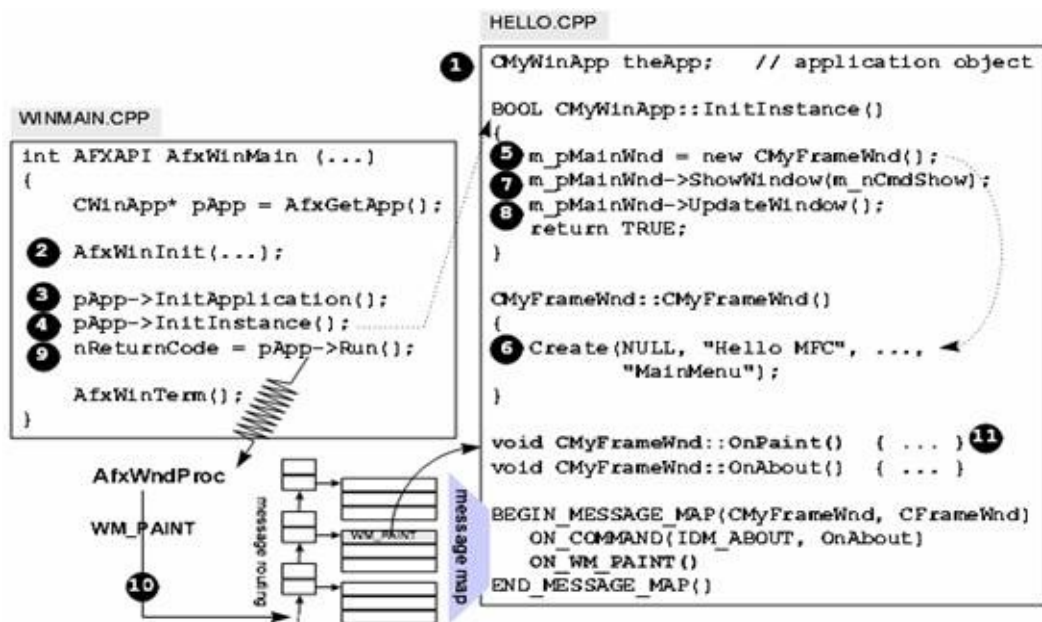 HELLO.CPP
1 CMyWinApp theApp;   // application object
BOOL CMyWinApp::InitInstance()
{
5 m_pMainWnd = new CMyFrameWnd();
7 m_pMainWnd->ShowWindow(m_nCmdShow);
8 m_pMainWnd->UpdateWindow();
return TRUE;
}
CMyFrameWnd::CMyFrameWnd()
{
6 Create(NULL, "Hello MFC", ...,
"MainMenu");
}
void CMyFrameWnd::OnPaint()  { ... } 11
void CMyFrameWnd::OnAbout()  { ... }
BEGIN_MESSAGE_MAP(CMyFrameWnd, CFrameWnd)
ON_COMMAND(IDM_ABOUT, OnAbout)
ON_WM_PAINT()
END_MESSAGE_MAP()
WINMAIN.CPP
int AFXAPI AfxWinMain (...)
{
CWinApp* pApp = AfxGetApp();
2 AfxWinInit(...);
3 pApp->InitApplication();
4 pApp->InitInstance();
9 nReturnCode = pApp->Run();
AfxWinTerm();
}
AfxWndProc
WM_PAINT
10
message routing
WM_PAINT
message map